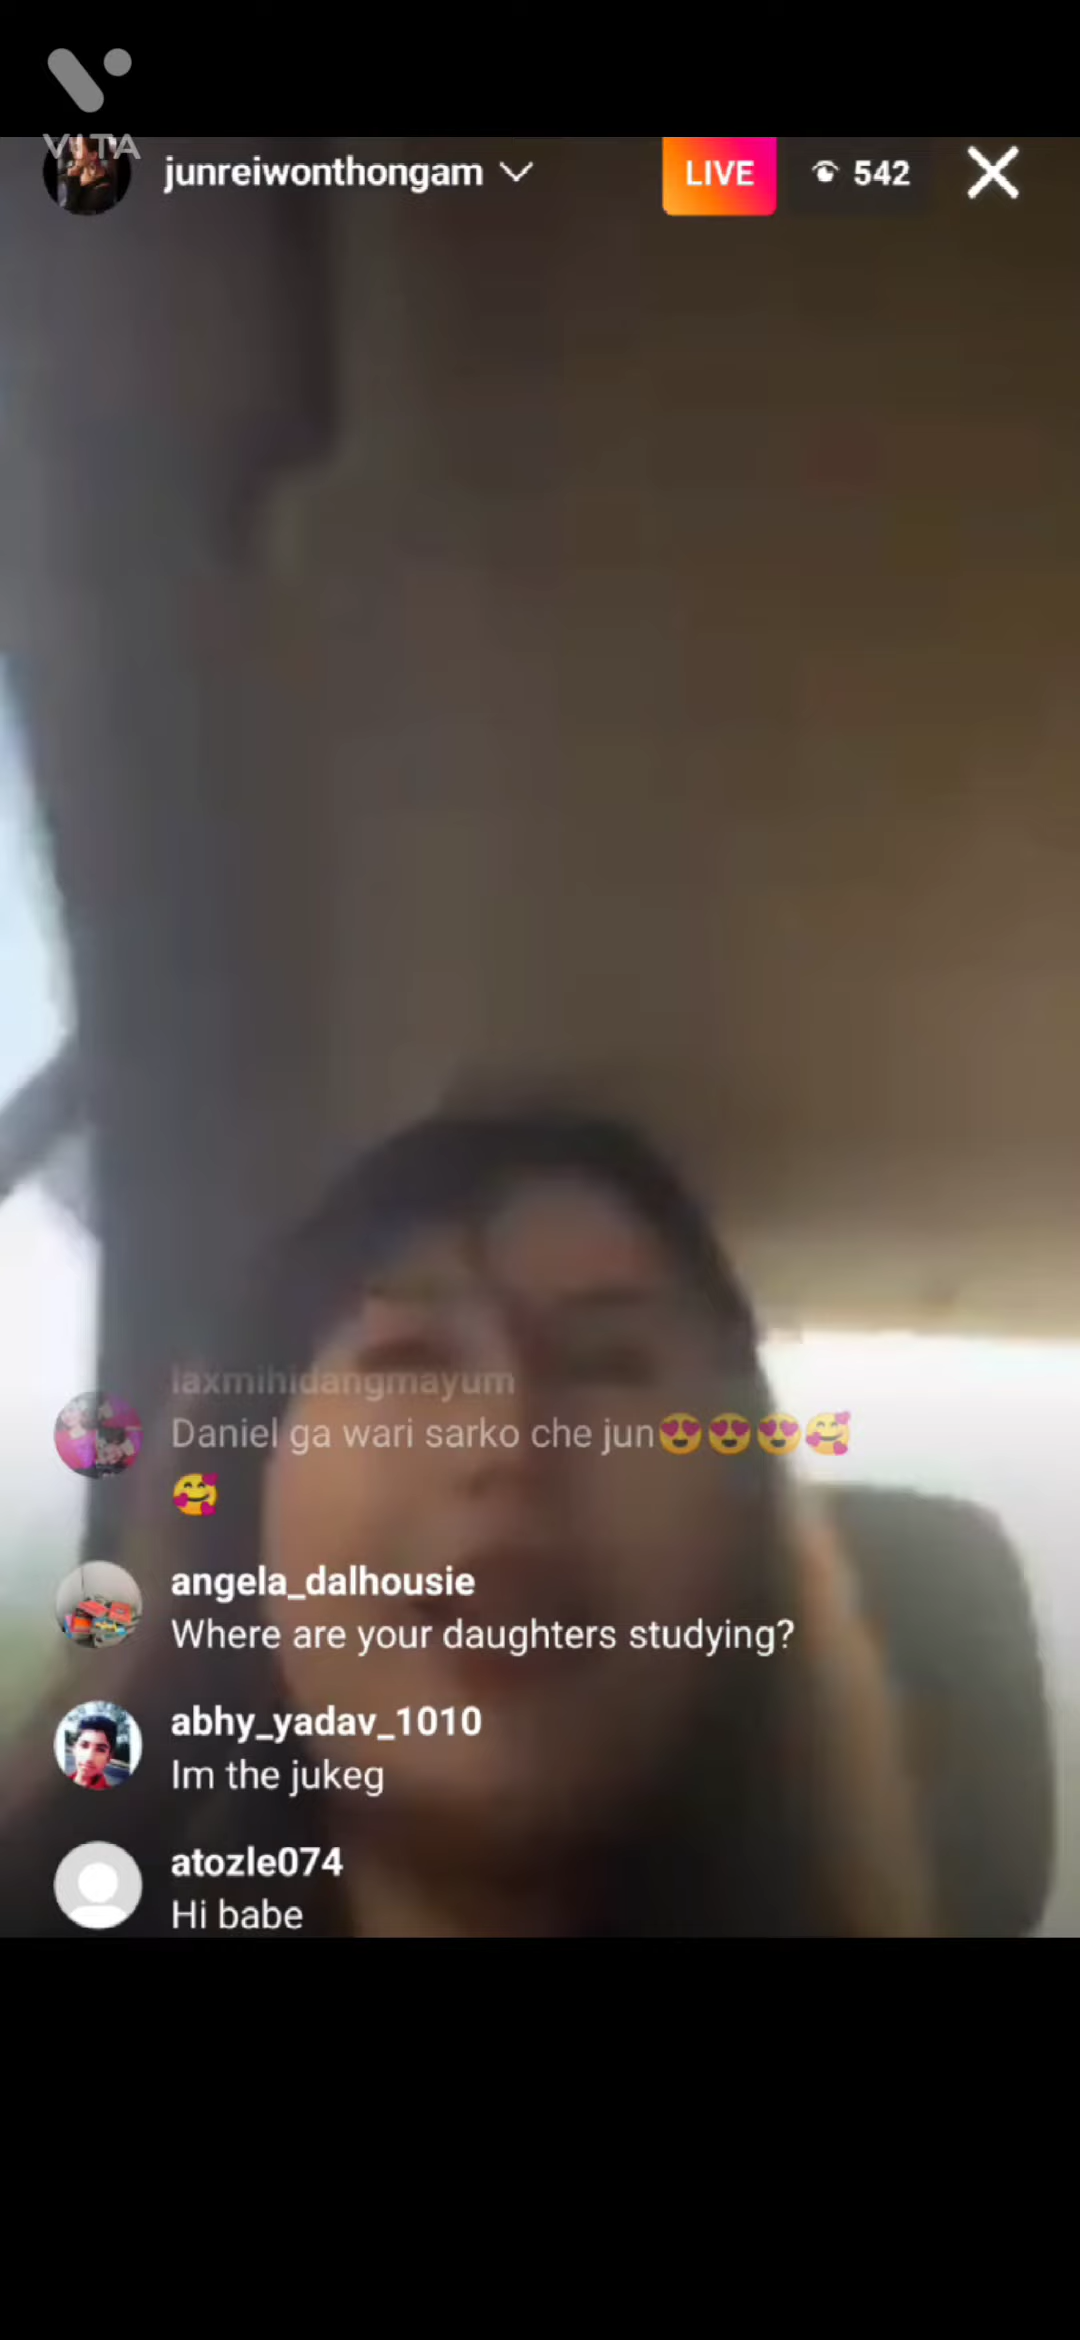 VITA
junreiwonthongam
LIVE
542
laxmihidangmayum
Daniel ga wari sarko che jun😍😍😍🥰
🥰
angela_dalhousie
Where are your daughters studying?
abhy_yadav_1010
Im the jukeg
atozle074
Hi babe